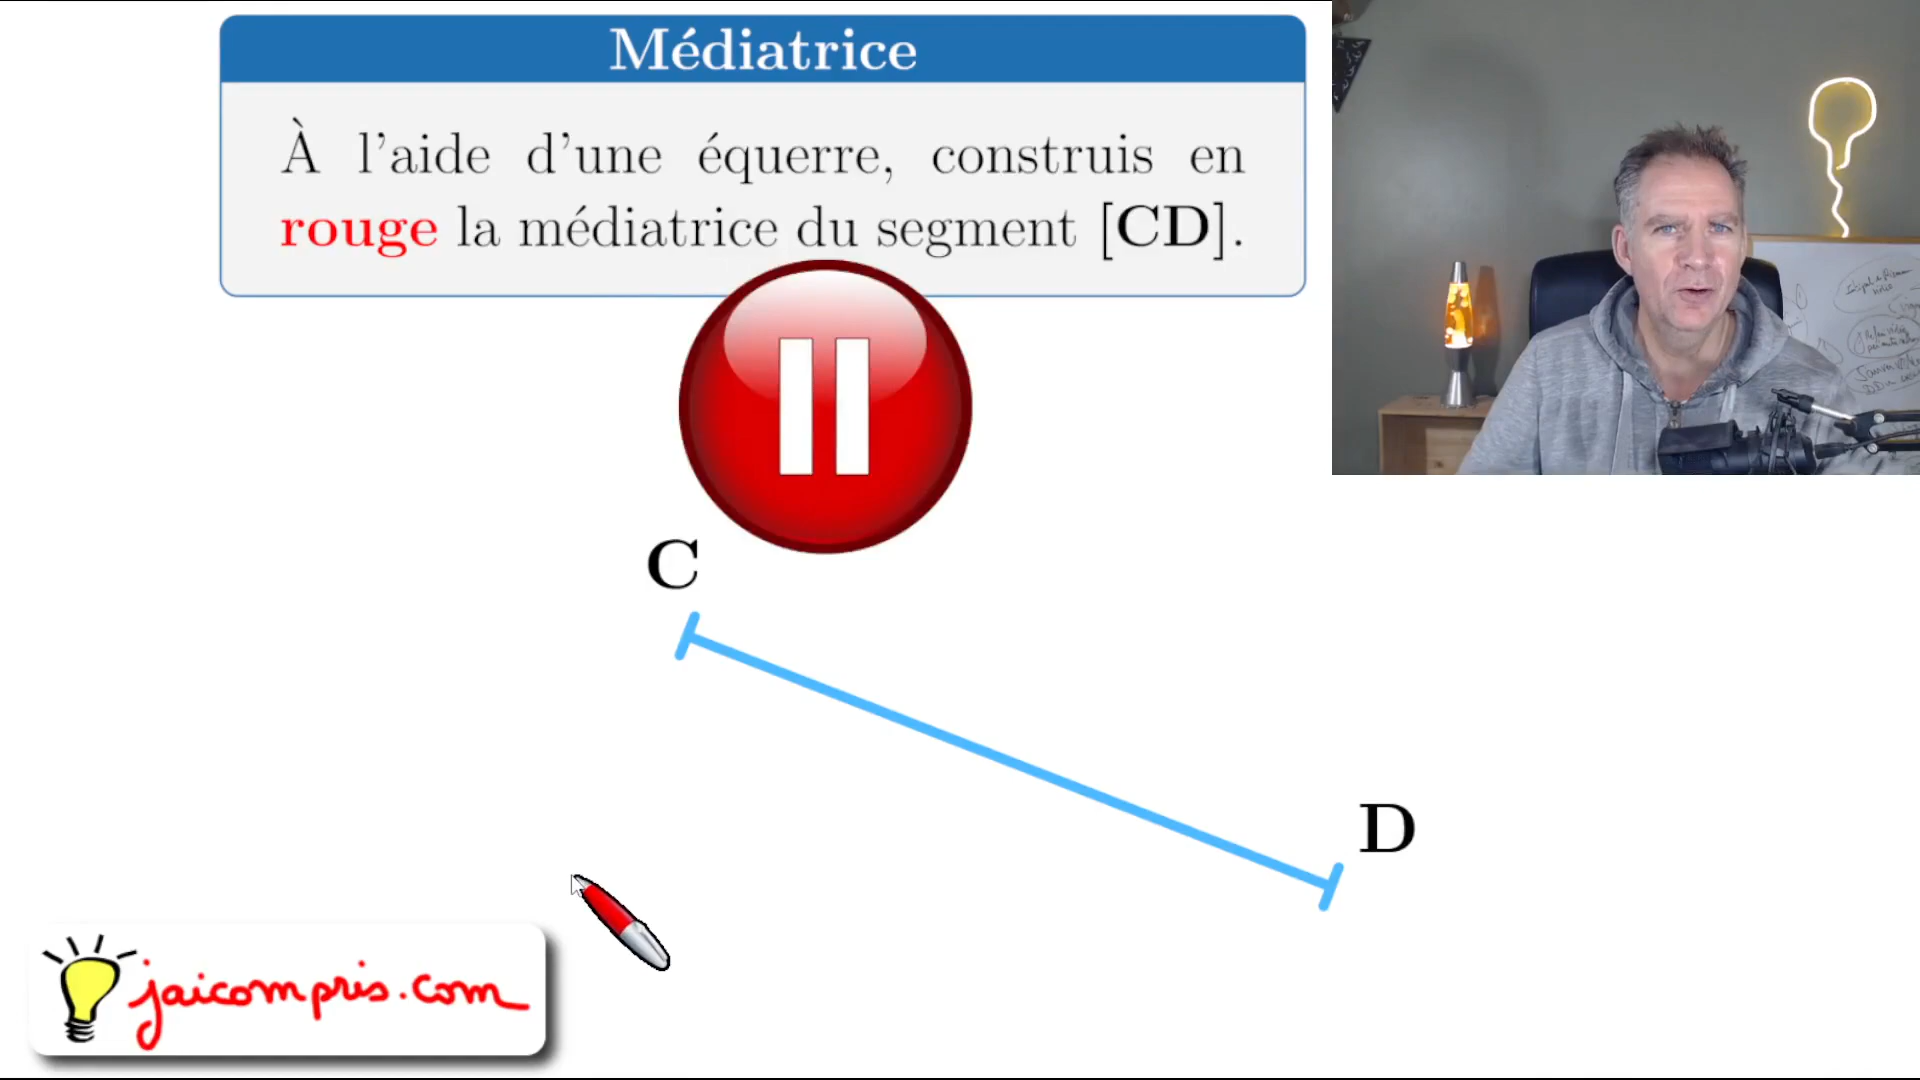 Médiatrice
À l'aide d'une équerre, construis en
rouge la médiatrice du segment [CD].
C
D
jaicompris.com